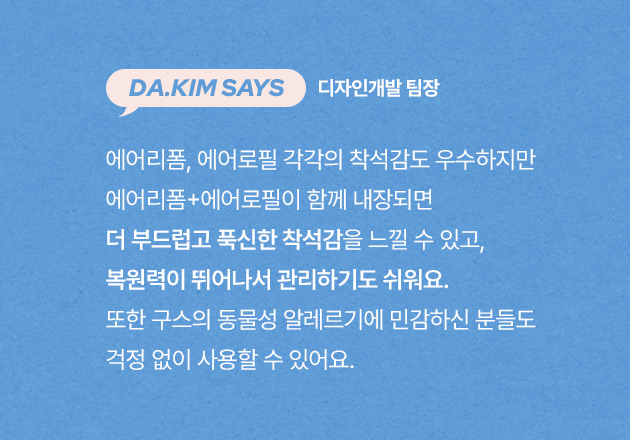 DA.KIM SAYS 디자인개발 팀장
에어리폼, 에어로필 각각의 착석감도 우수하지만
에어리폼+에어로필이 함께 내장되면
더 부드럽고 푹신한 착석감을 느낄 수 있고,
복원력이 뛰어나서 관리하기도 쉬워요.
또한 구스의 동물성 알레르기에 민감하신 분들도
걱정 없이 사용할 수 있어요.